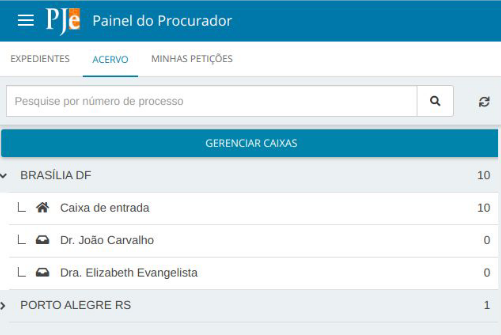 PJe Painel do Procurador
EXPEDIENTES ACERVO MINHAS PETIÇÕES
Pesquise por número de processo
GERENCIAR CAIXAS
BRASÍLIA DF 10
Caixa de entrada 10
Dr. João Carvalho 0
Dra. Elizabeth Evangelista 0
PORTO ALEGRE RS 1